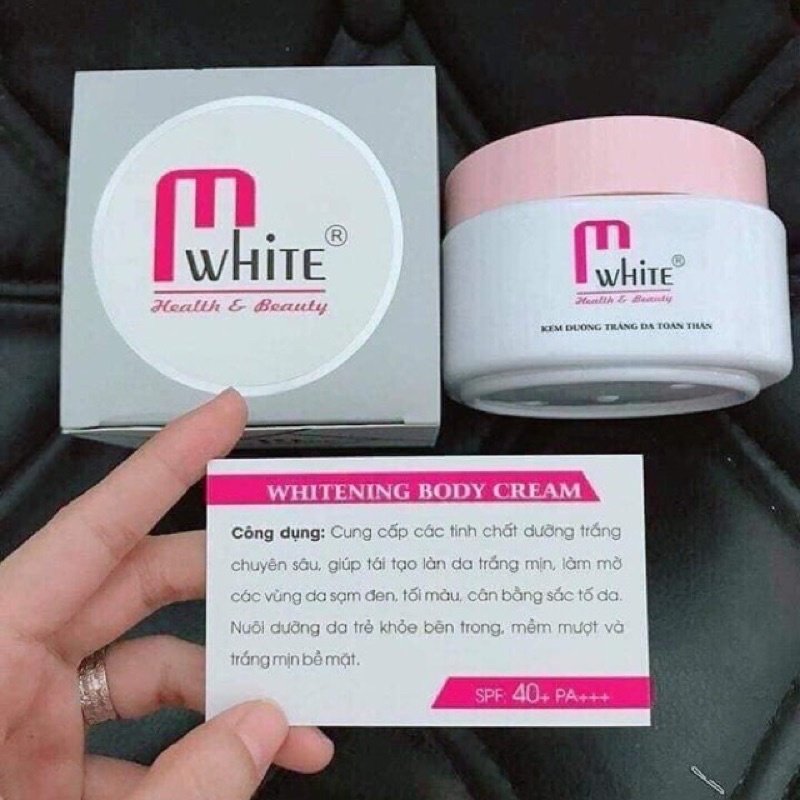 m
WHiTE®
Health & Beauty
m
WHiTE®
Health & Beauty
KEM DƯỠNG TRẮNG DA TOÀN THÂN
WHITENING BODY CREAM
Công dụng: Cung cấp các tinh chất dưỡng trắng
chuyên sâu, giúp tái tạo làn da trắng mịn, làm mờ
các vùng da sạm đen, tối màu, cân bằng sắc tố da.
Nuôi dưỡng da trẻ khỏe bên trong, mềm mượt và
trắng mịn bề mặt.
SPF: 40+ PA+++